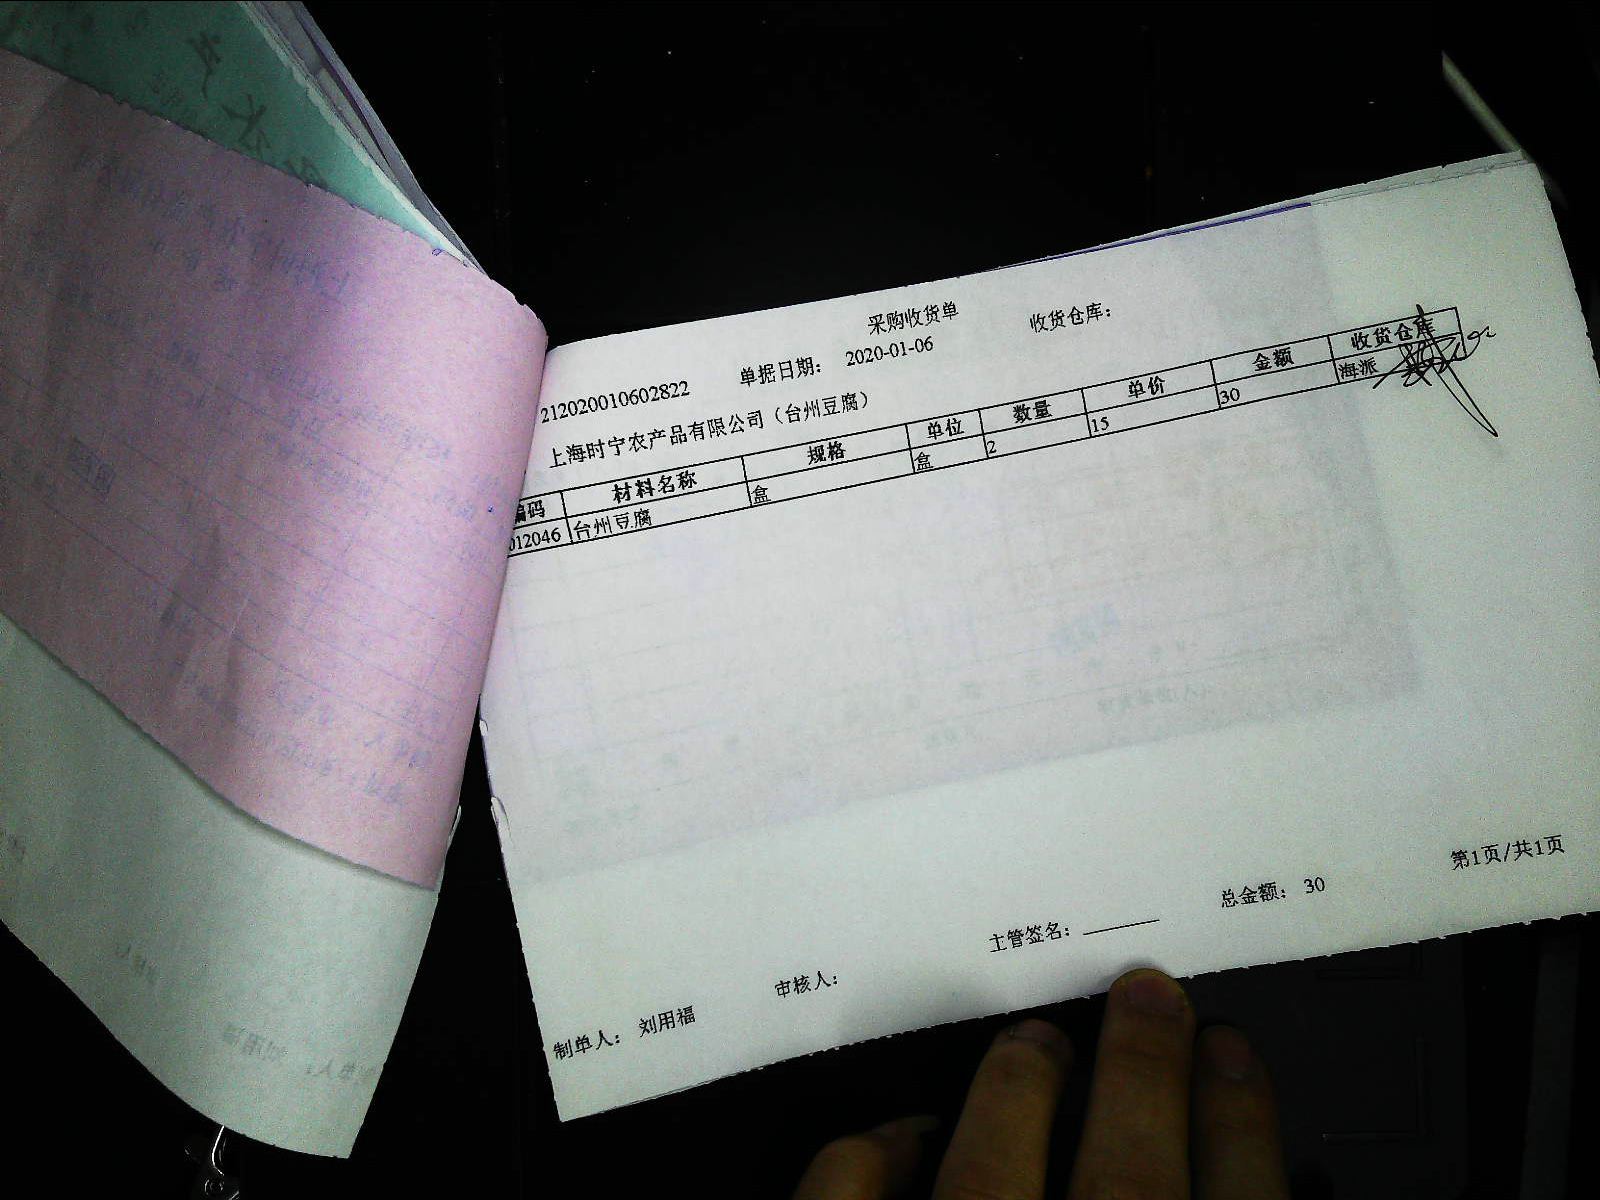 采购收货单 收货仓库：
212020010602822 单据日期： 2020-01-06
上海时宁农产品有限公司（台州豆腐）
编码 材料名称 规格 单位 数量 单价 金额 收货仓库
012046 台州豆腐 盒 盒 2 15 30 海派
第1页/共1页
主管签名： 总金额： 30
制单人： 刘用福 审核人：